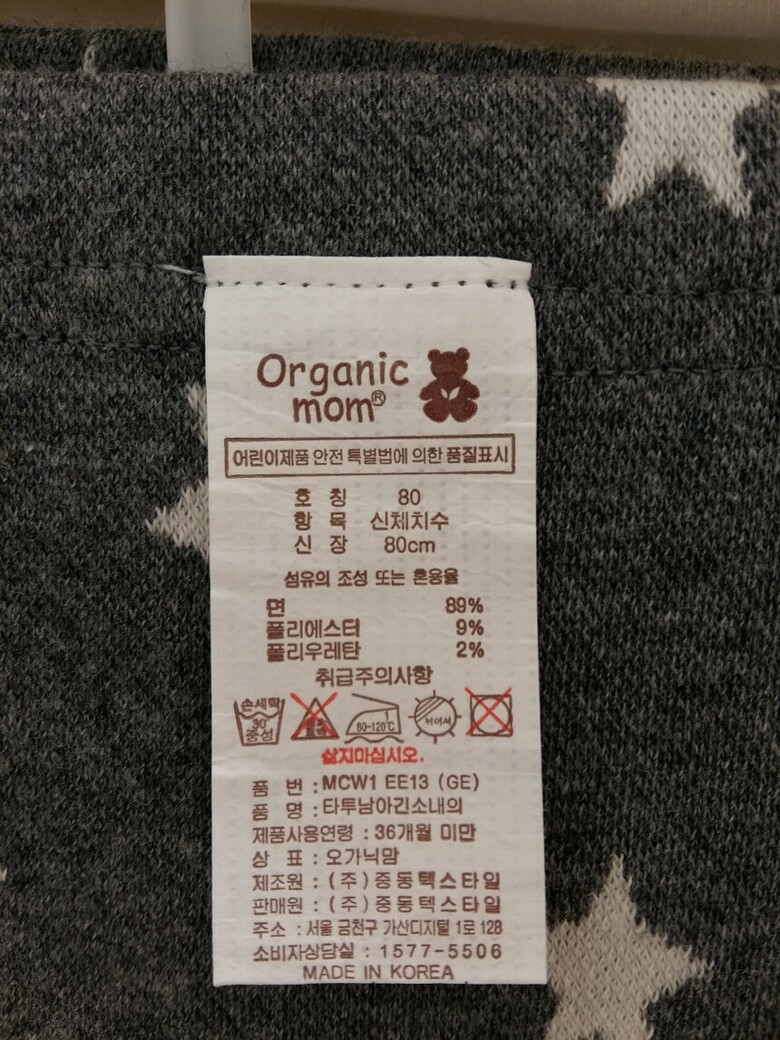 Organic
mom®
어린이제품 안전 특별법에 의한 품질표시
호 칭 80
항 목 신체치수
신 장 80cm
섬유의 조성 또는 혼용율
면 89%
폴리에스터 9%
폴리우레탄 2%
취급주의사항
손세탁 30° 중성 80~120℃ 뉘어서
삶지마십시오.
품 번 : MCW1 EE13 (GE)
품 명 : 타투남아긴소내의
제품사용연령 : 36개월 미만
상 표 : 오가닉맘
제조원 : (주)중동텍스타일
판매원 : (주)중동텍스타일
주소 : 서울 금천구 가산디지털 1로 128
소비자상담실 : 1577-5506
MADE IN KOREA